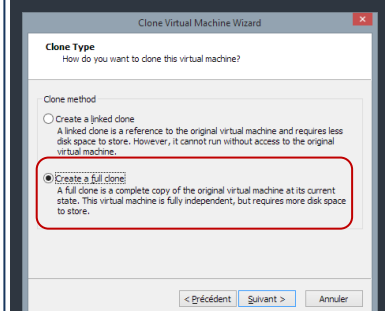 Clone Virtual Machine Wizard
Clone Type
How do you want to clone this virtual machine?
Clone method
Create a linked clone
A linked clone is a reference to the original virtual machine and requires less
disk space to store. However, it cannot run without access to the original
virtual machine.
Create a full clone
A full clone is a complete copy of the original virtual machine at its current
state. This virtual machine is fully independent, but requires more disk space
to store.
< Précédent Suivant > Annuler